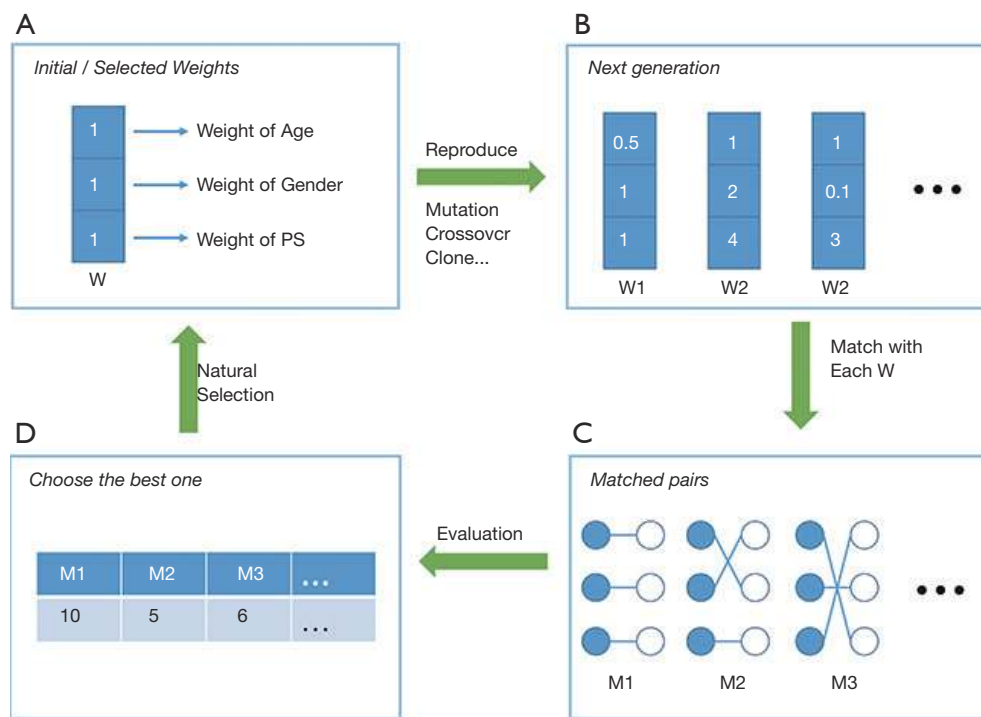 A
Initial / Selected Weights
1
Weight of Age
1
Weight of Gender
1
Weight of PS
W
Reproduce
Mutation
Crossovcr
Clone...
B
Next generation
0.5 1 1
1 2 0.1
1 4 3
W1 W2 W2
Match with
Each W
Natural
Selection
D
Choose the best one
M1 M2 M3 ...
10 5 6 ...
Evaluation
C
Matched pairs
M1 M2 M3